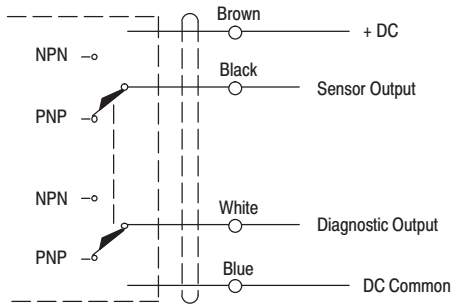 Brown
+ DC
NPN
Black
Sensor Output
PNP
NPN
White
Diagnostic Output
PNP
Blue
DC Common